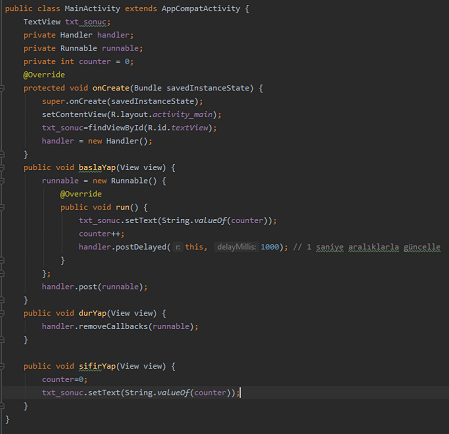 public class MainActivity extends AppCompatActivity {
TextView txt_sonuc;
private Handler handler;
private Runnable runnable;
private int counter = 0;
@Override
protected void onCreate(Bundle savedInstanceState) {
super.onCreate(savedInstanceState);
setContentView(R.layout.activity_main);
txt_sonuc=findViewById(R.id.textView);
handler = new Handler();
}
public void baslaYap(View view) {
runnable = new Runnable() {
@Override
public void run() {
txt_sonuc.setText(String.valueOf(counter));
counter++;
handler.postDelayed( r: this, delayMillis: 1000); // 1 saniye aralıklarla güncelle
}
};
handler.post(runnable);
}
public void durYap(View view) {
handler.removeCallbacks(runnable);
}
public void sifirYap(View view) {
counter=0;
txt_sonuc.setText(String.valueOf(counter));
}
}